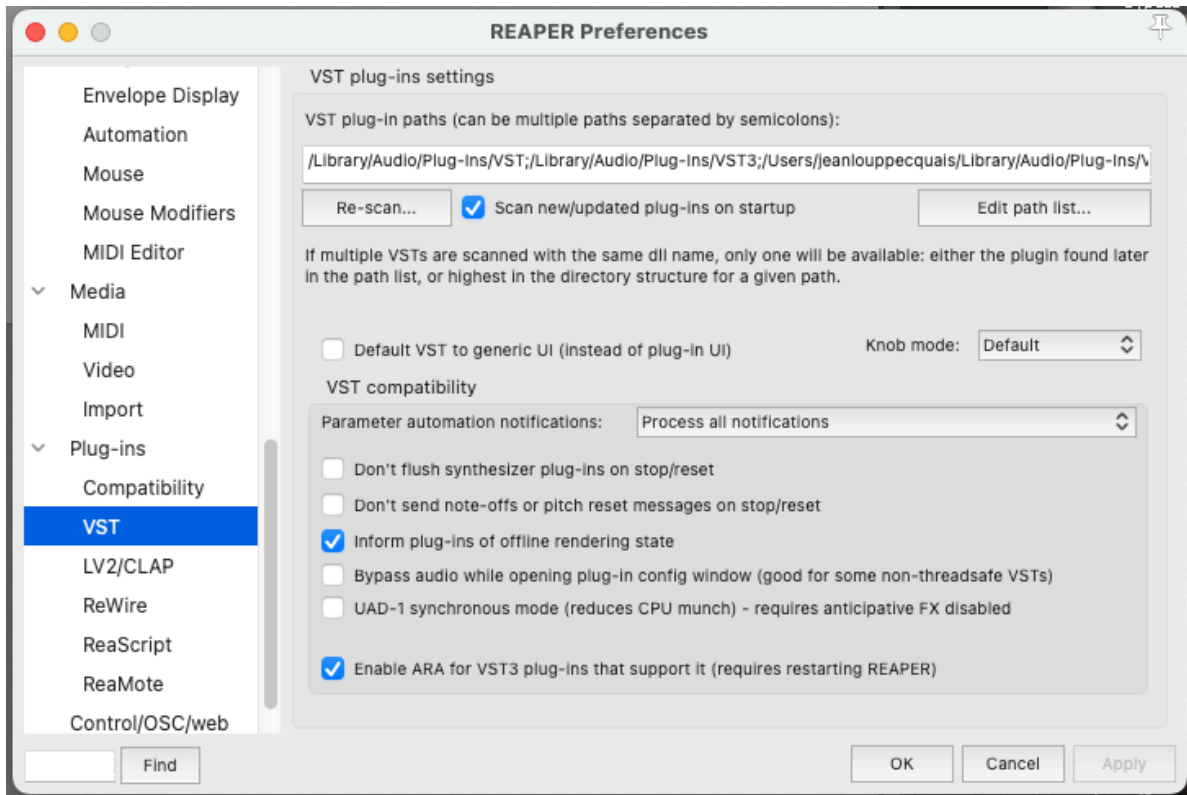 REAPER Preferences
Envelope Display
Automation
Mouse
Mouse Modifiers
MIDI Editor
Media
MIDI
Video
Import
Plug-ins
Compatibility
VST
LV2/CLAP
ReWire
ReaScript
ReaMote
Control/OSC/web
Find
VST plug-ins settings
VST plug-in paths (can be multiple paths separated by semicolons):
/Library/Audio/Plug-Ins/VST;/Library/Audio/Plug-Ins/VST3;/Users/jeanlouppecquais/Library/Audio/Plug-Ins/V
Re-scan...
Scan new/updated plug-ins on startup
Edit path list...
If multiple VSTs are scanned with the same dll name, only one will be available: either the plugin found later
in the path list, or highest in the directory structure for a given path.
Default VST to generic UI (instead of plug-in UI)
Knob mode:
Default
VST compatibility
Parameter automation notifications:
Process all notifications
Don't flush synthesizer plug-ins on stop/reset
Don't send note-offs or pitch reset messages on stop/reset
Inform plug-ins of offline rendering state
Bypass audio while opening plug-in config window (good for some non-threadsafe VSTs)
UAD-1 synchronous mode (reduces CPU munch) - requires anticipative FX disabled
Enable ARA for VST3 plug-ins that support it (requires restarting REAPER)
OK
Cancel
Apply